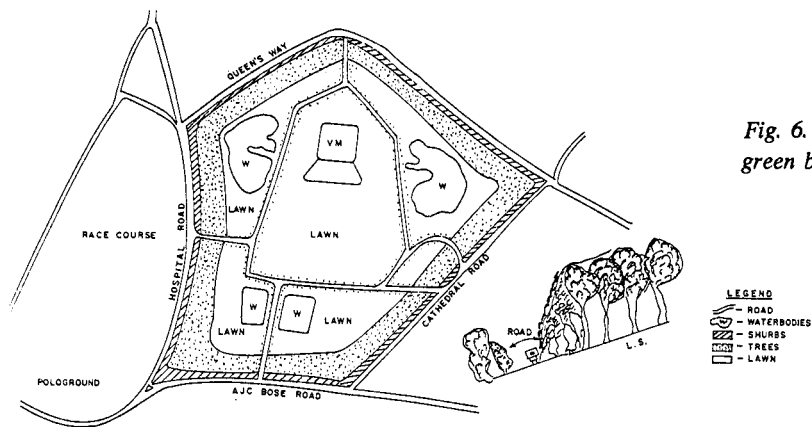 QUEEN'S WAY
Fig. 6.
green b
VM
W
W
LAWN
LAWN
RACE COURSE
HOSPITAL ROAD
CATHEDRAL ROAD
W
W
LAWN
LAWN
ROAD
L.S.
LEGEND
- ROAD
W - WATERBODIES
- SHURBS
- TREES
- LAWN
POLOGROUND
AJC BOSE ROAD